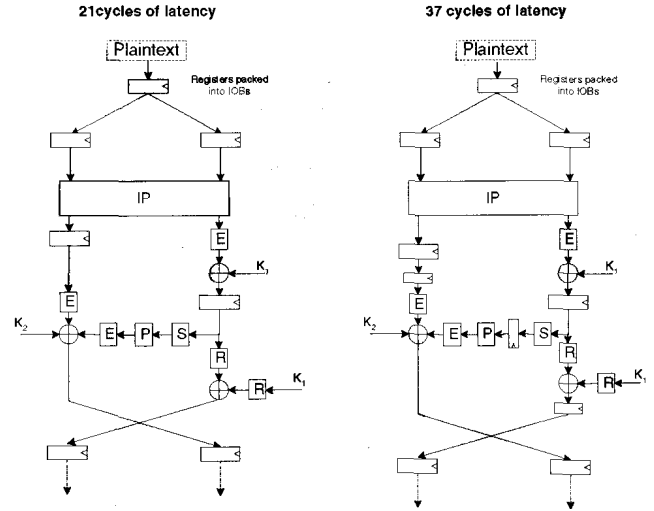 21cycles of latency
Plaintext
Registers packed
into IOBs
IP
E
K₁
E
K₂
E
P
S
R
R
K₁
37 cycles of latency
Plaintext
Registers packed
into IOBs
IP
E
K₁
E
K₂
E
P
S
R
R
K₁